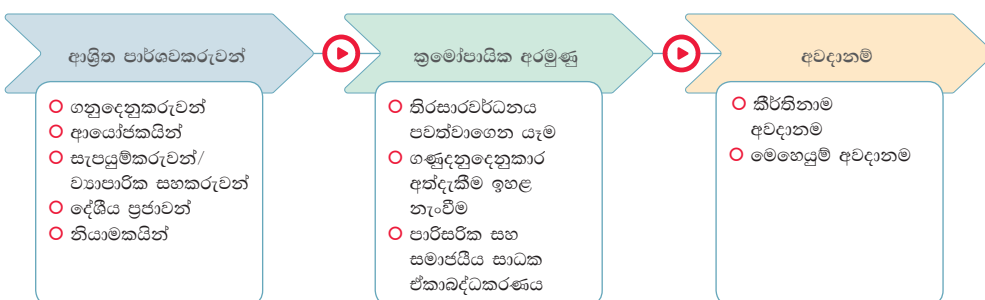 ආශ්‍රිත පාර්ශවකරුවන්
ගනුදෙනුකරුවන්
ආයෝජකයින්
සැපයුම්කරුවන්/
ව්‍යාපාරික සහකරුවන්
දේශීය ප්‍රජාවන්
නියාමකයින්
ක්‍රමෝපායික අරමුණු
තිරසාරවර්ධනය
පවත්වාගෙන යෑම
ගණුදනුදෙනුකාර
අත්දැකීම ඉහළ
නැංවීම
පාරිසරික සහ
සමාජයීය සාධක
ඒකාබද්ධකරණය
අවදානම්
කීර්තිනාම
අවදානම
මෙහෙයුම් අවදානම